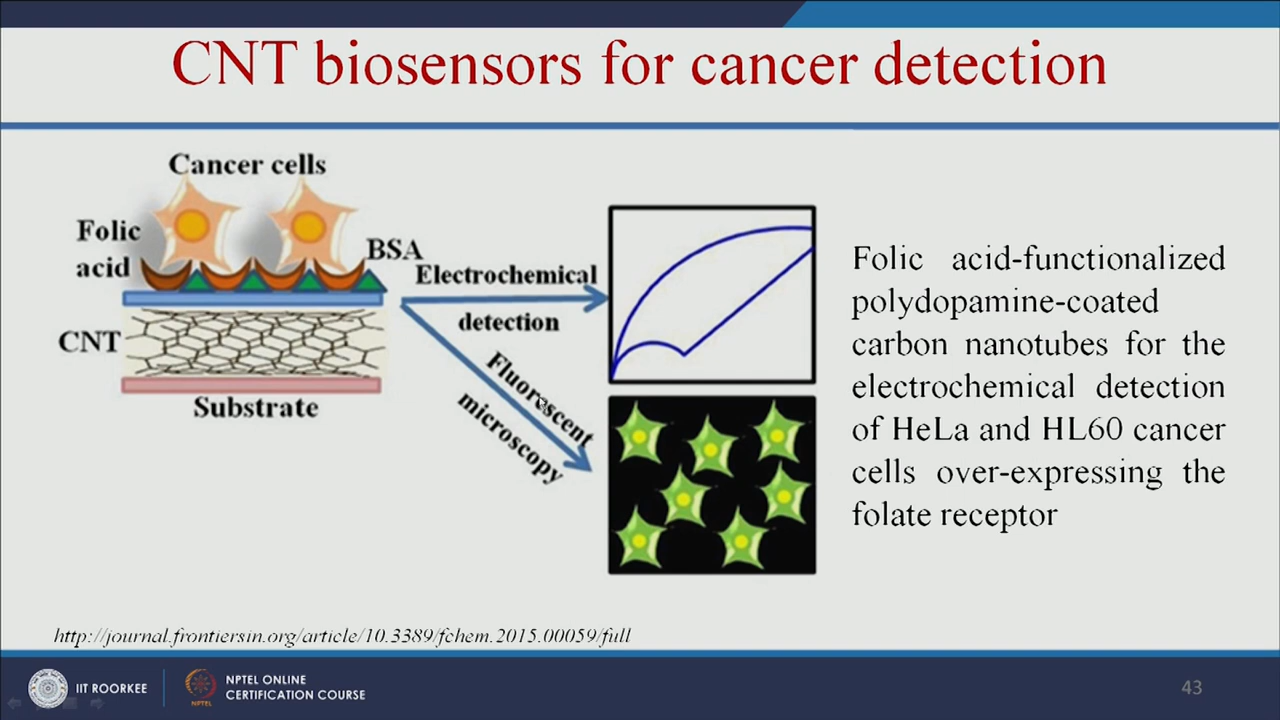 CNT biosensors for cancer detection
Cancer cells
Folic
acid
BSA
CNT
Substrate
Electrochemical
detection
Fluorescent
microscopy
Folic acid-functionalized
polydopamine-coated
carbon nanotubes for the
electrochemical detection
of HeLa and HL60 cancer
cells over-expressing the
folate receptor
http://journal.frontiersin.org/article/10.3389/fchem.2015.00059/full
IIT ROORKEE
NPTEL
NPTEL ONLINE
CERTIFICATION COURSE
43